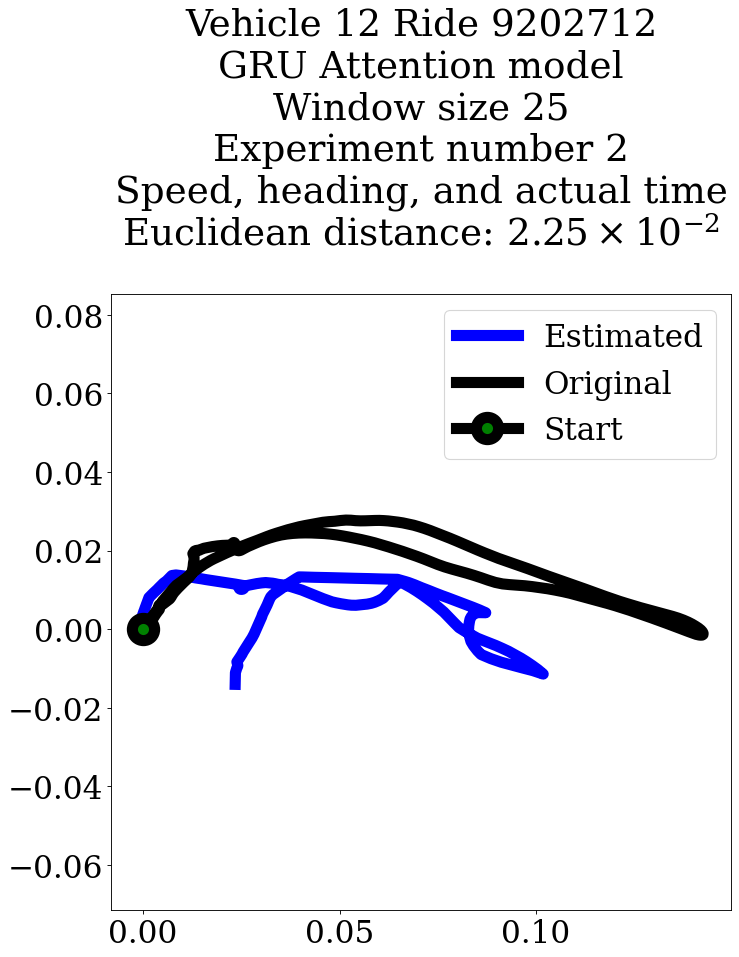 Vehicle 12 Ride 9202712
GRU Attention model
Window size 25
Experiment number 2
Speed, heading, and actual time
Euclidean distance: 2.25 × 10⁻²
Estimated
Original
Start
0.08
0.06
0.04
0.02
0.00
−0.02
−0.04
−0.06
0.00 0.05 0.10